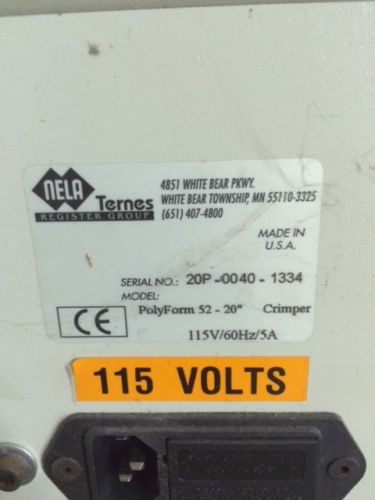 NELA
Ternes
REGISTER GROUP
4851 WHITE BEAR PKWY.
WHITE BEAR TOWNSHIP, MN 55110-3325
(651) 407-4800
MADE IN
U.S.A.
SERIAL NO.: 20P-0040-1334
MODEL:
PolyForm 52 - 20" Crimper
115V/60Hz/5A
CE
115 VOLTS